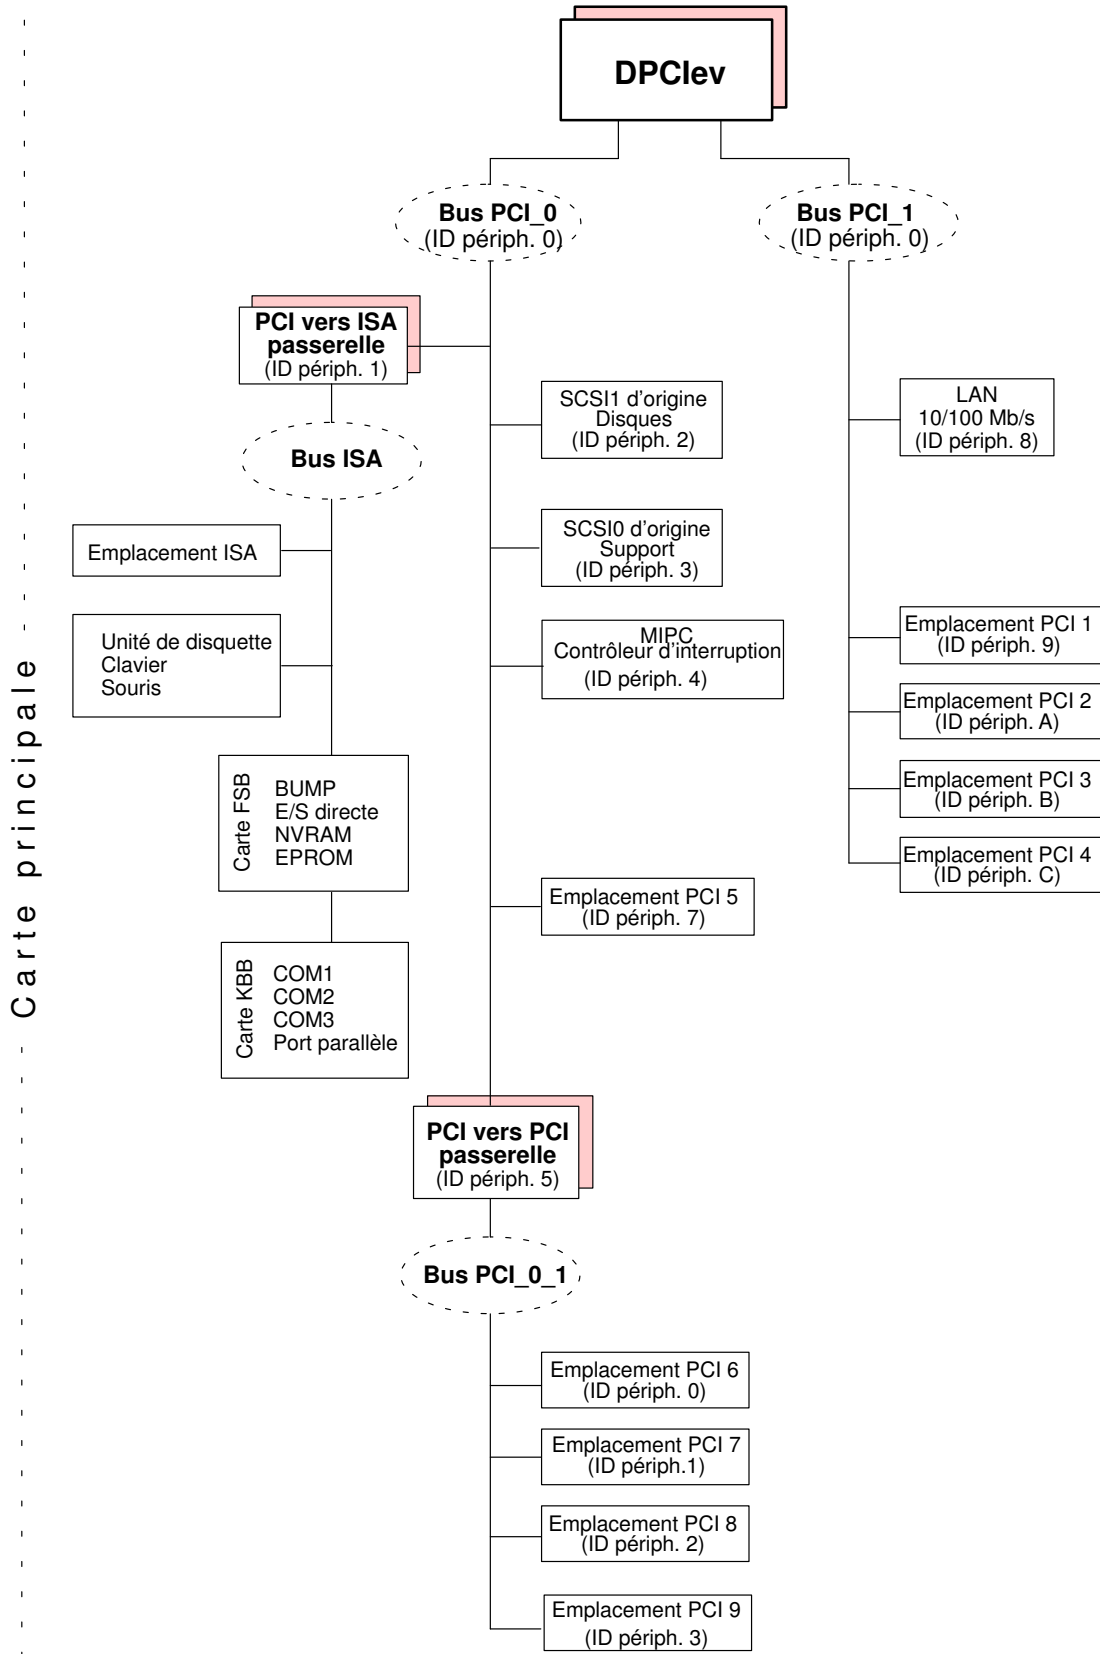 DPCIev
Bus PCI_0
(ID périph. 0)
Bus PCI_1
(ID périph. 0)
PCI vers ISA
passerelle
(ID périph. 1)
SCSI1 d'origine
Disques
(ID périph. 2)
LAN
10/100 Mb/s
(ID périph. 8)
Bus ISA
SCSI0 d'origine
Support
(ID périph. 3)
Emplacement ISA
Unité de disquette
Clavier
Souris
MIPC
Contrôleur d'interruption
(ID périph. 4)
Emplacement PCI 1
(ID périph. 9)
Emplacement PCI 2
(ID périph. A)
Emplacement PCI 3
(ID périph. B)
Emplacement PCI 4
(ID périph. C)
Carte principale
Carte FSB
BUMP
E/S directe
NVRAM
EPROM
Emplacement PCI 5
(ID périph. 7)
Carte KBB
COM1
COM2
COM3
Port parallèle
PCI vers PCI
passerelle
(ID périph. 5)
Bus PCI_0_1
Emplacement PCI 6
(ID périph. 0)
Emplacement PCI 7
(ID périph.1)
Emplacement PCI 8
(ID périph. 2)
Emplacement PCI 9
(ID périph. 3)